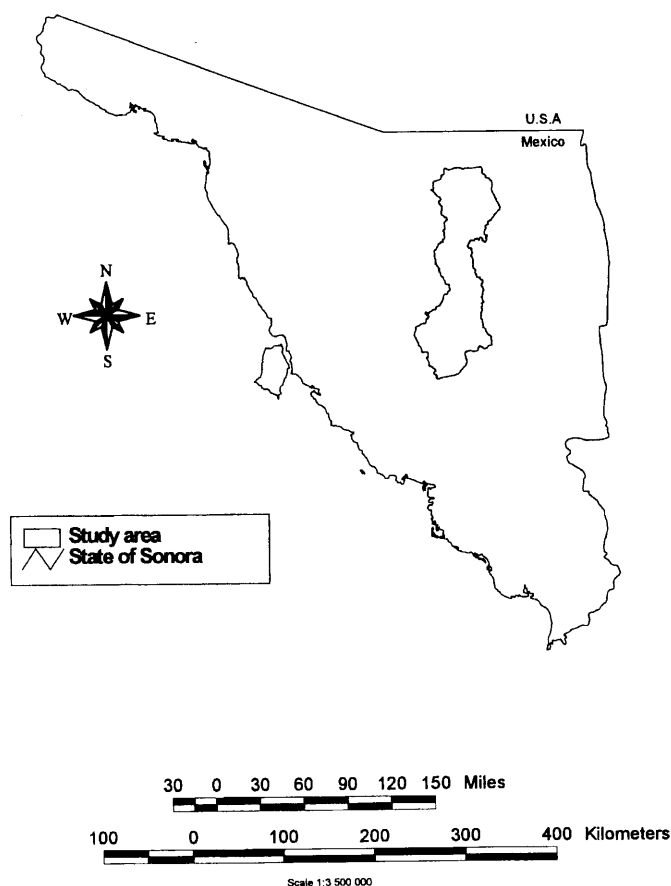 U.S.A
Mexico
N
W E
S
Study area
State of Sonora
30 0 30 60 90 120 150 Miles
100 0 100 200 300 400 Kilometers
Scale 1:3 500 000